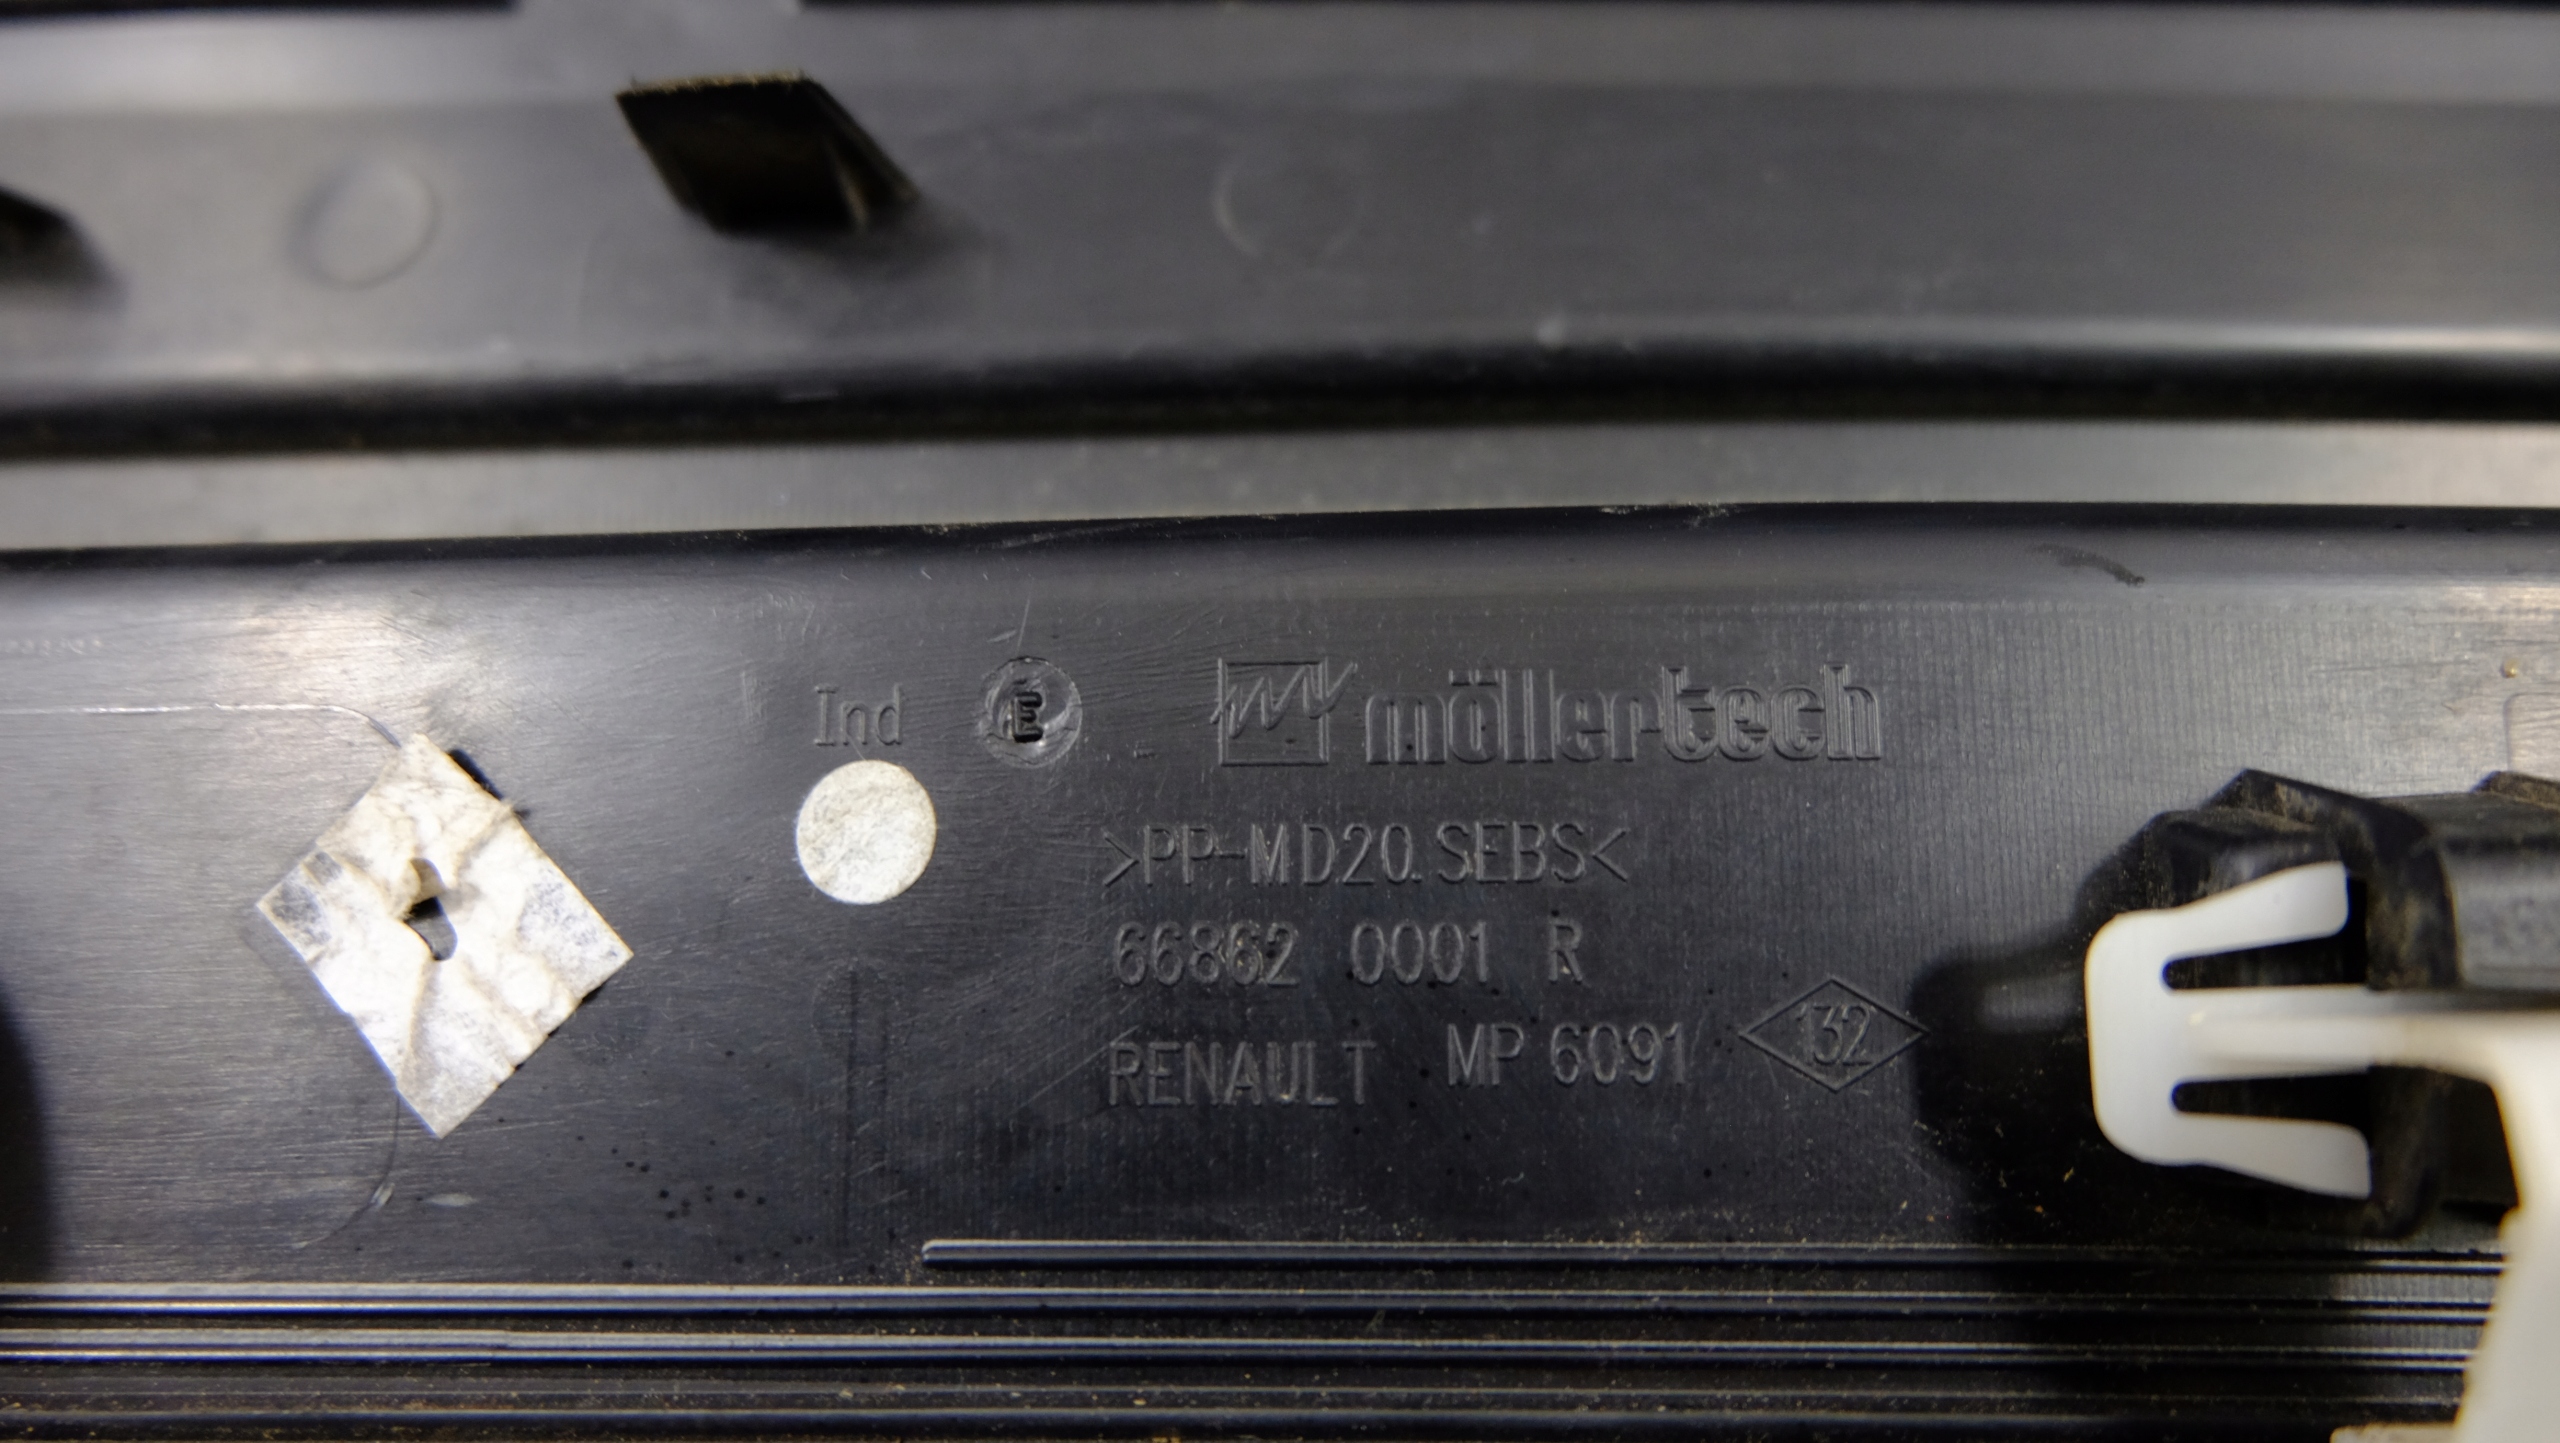 Ind E möllertech
>PP-MD20.SEBS<
66862 0001 R
RENAULT MP 6091 132